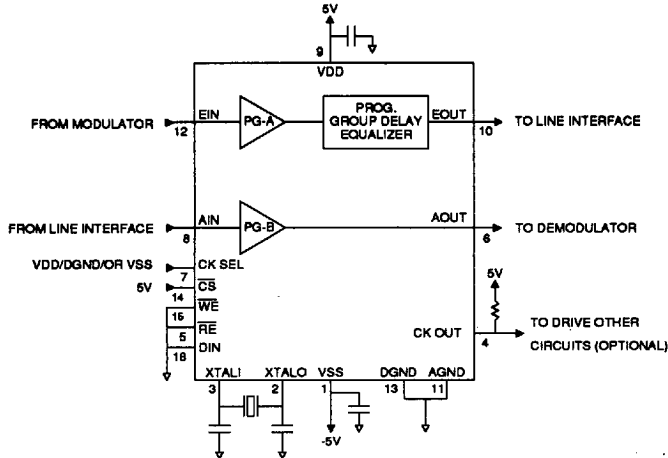 5V
9
VDD
FROM MODULATOR
12
EIN
PG-A
PROG.
GROUP DELAY
EQUALIZER
EOUT
10
TO LINE INTERFACE
FROM LINE INTERFACE
8
AIN
PG-B
AOUT
6
TO DEMODULATOR
VDD/DGND/OR VSS
7
CK SEL
5V
14
CS
16
WE
5
RE
18
DIN
5V
CK OUT
4
TO DRIVE OTHER
CIRCUITS (OPTIONAL)
XTALI
3
XTALO
2
VSS
1
DGND
13
AGND
11
-5V